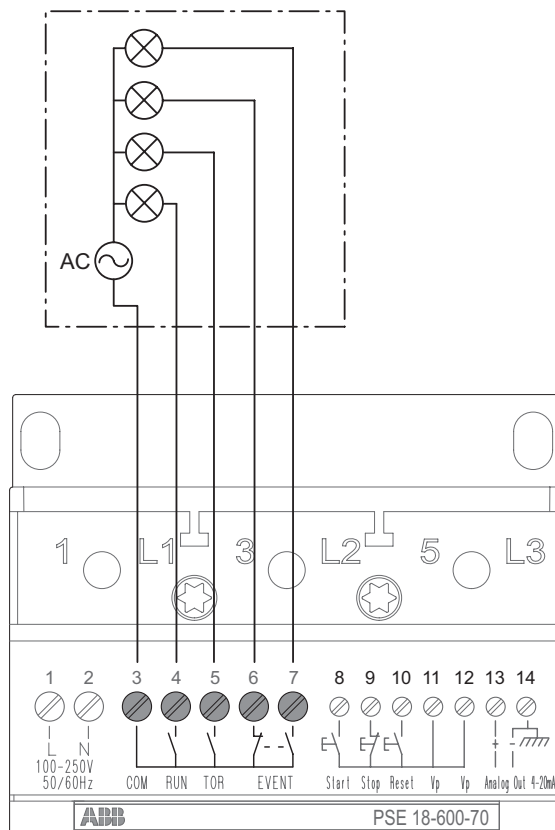 AC
1 L1 3 L2 5 L3
1 2 3 4 5 6 7 8 9 10 11 12 13 14
L N
100-250V
50/60Hz
COM RUN TOR EVENT Start Stop Reset Vp Vp Analog Out 4-20mA
+ -
ABB PSE 18-600-70